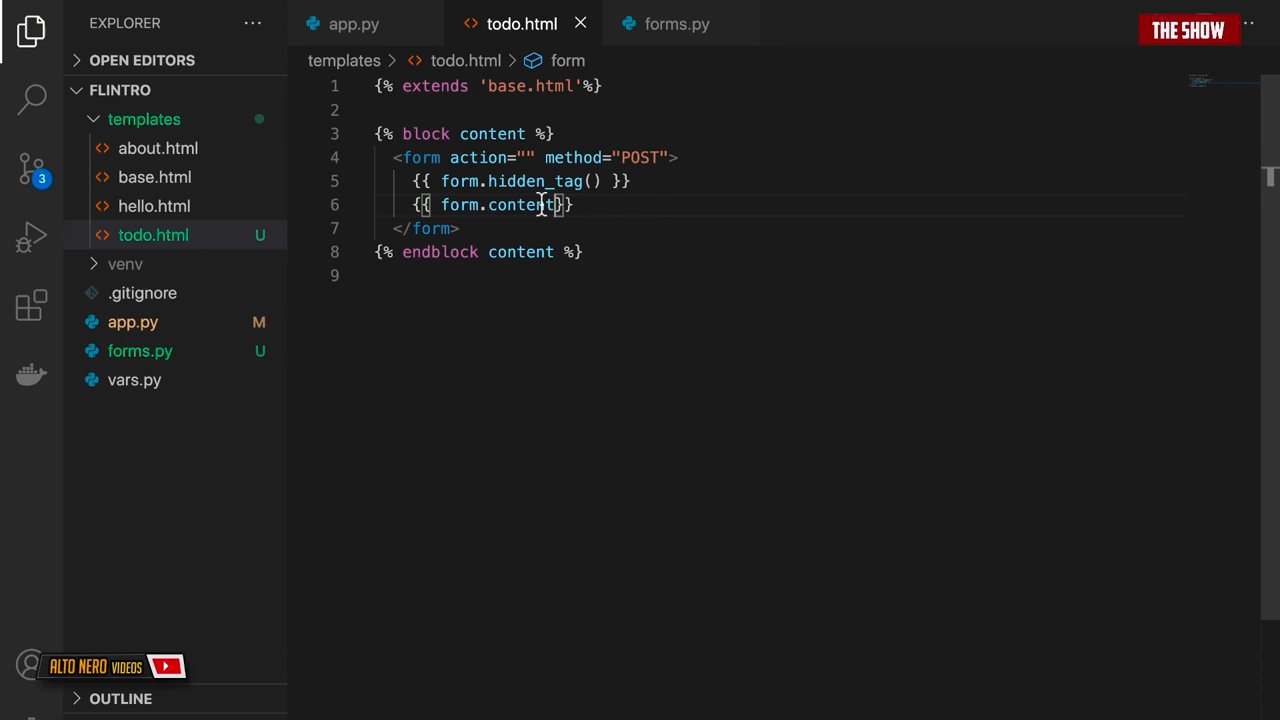 EXPLORER
app.py
todo.html
forms.py
THE SHOW
OPEN EDITORS
templates > todo.html > form
FLINTRO
templates
about.html
base.html
hello.html
todo.html U
venv
.gitignore
app.py M
forms.py U
vars.py
3
1 {% extends 'base.html'%}
2
3 {% block content %}
4 <form action="" method="POST">
5 {{ form.hidden_tag() }}
6 {{ form.content}}
7 </form>
8 {% endblock content %}
9
ALTO NERO VIDEOS
OUTLINE